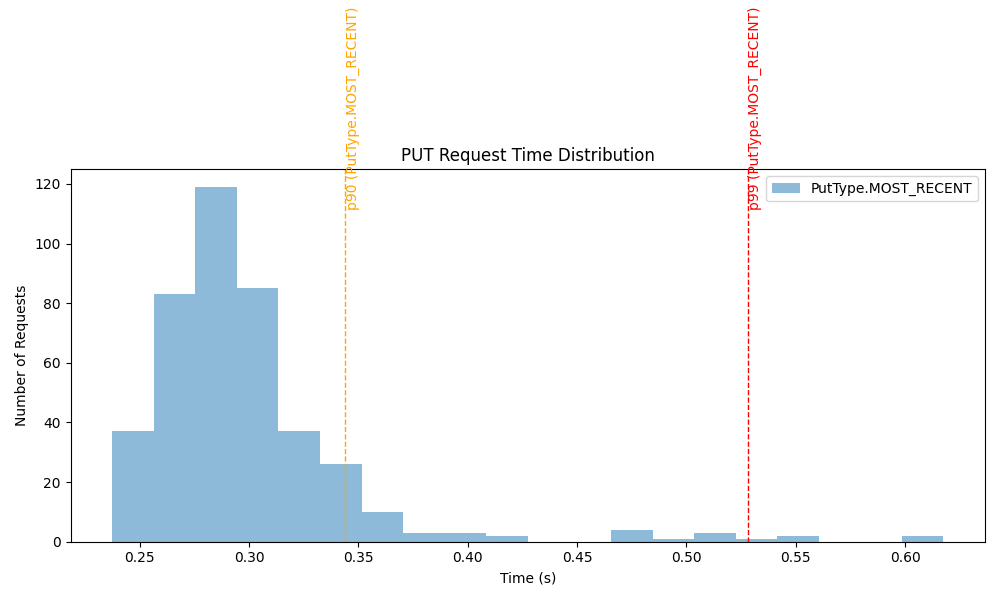 p90 (PutType.MOST_RECENT)
p99 (PutType.MOST_RECENT)
PUT Request Time Distribution
PutType.MOST_RECENT
Number of Requests
120
100
80
60
40
20
0
0.25
0.30
0.35
0.40
0.45
0.50
0.55
0.60
Time (s)